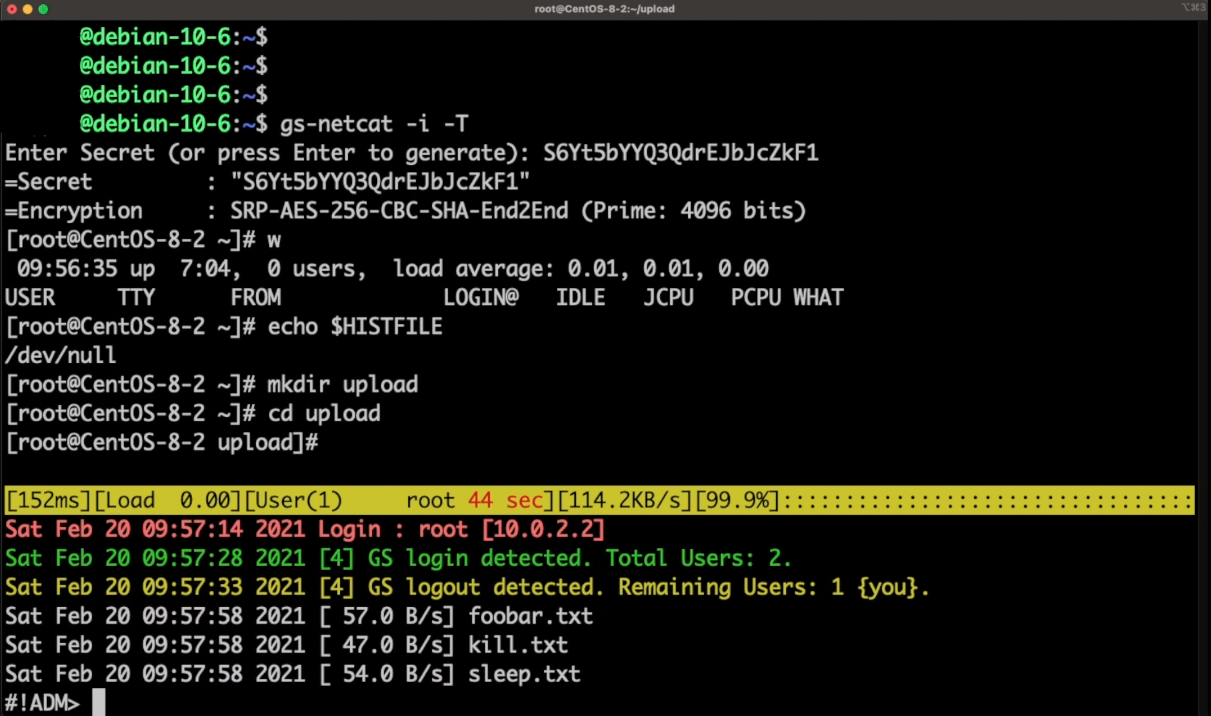 root@CentOS-8-2:~/upload
⌥⌘3
@debian-10-6:~$
@debian-10-6:~$
@debian-10-6:~$
@debian-10-6:~$ gs-netcat -i -T
Enter Secret (or press Enter to generate): S6Yt5bYYQ3QdrEJbJcZkF1
=Secret         : "S6Yt5bYYQ3QdrEJbJcZkF1"
=Encryption     : SRP-AES-256-CBC-SHA-End2End (Prime: 4096 bits)
[root@CentOS-8-2 ~]# w
 09:56:35 up  7:04,  0 users,  load average: 0.01, 0.01, 0.00
USER     TTY      FROM             LOGIN@   IDLE   JCPU   PCPU WHAT
[root@CentOS-8-2 ~]# echo $HISTFILE
/dev/null
[root@CentOS-8-2 ~]# mkdir upload
[root@CentOS-8-2 ~]# cd upload
[root@CentOS-8-2 upload]#
[152ms][Load  0.00][User(1)     root 44 sec][114.2KB/s][99.9%]:::::::::::::::::::::::::::::::::
Sat Feb 20 09:57:14 2021 Login : root [10.0.2.2]
Sat Feb 20 09:57:28 2021 [4] GS login detected. Total Users: 2.
Sat Feb 20 09:57:33 2021 [4] GS logout detected. Remaining Users: 1 {you}.
Sat Feb 20 09:57:58 2021 [ 57.0 B/s] foobar.txt
Sat Feb 20 09:57:58 2021 [ 47.0 B/s] kill.txt
Sat Feb 20 09:57:58 2021 [ 54.0 B/s] sleep.txt
#!ADM>